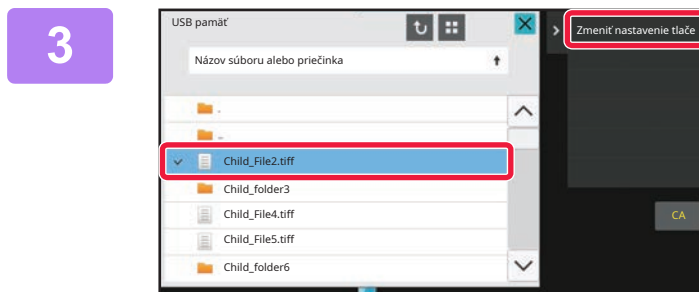 3
USB pamäť
Názov súboru alebo priečinka
.
..
Child_File2.tiff
Child_folder3
Child_File4.tiff
Child_File5.tiff
Child_folder6
Zmeniť nastavenie tlače
CA